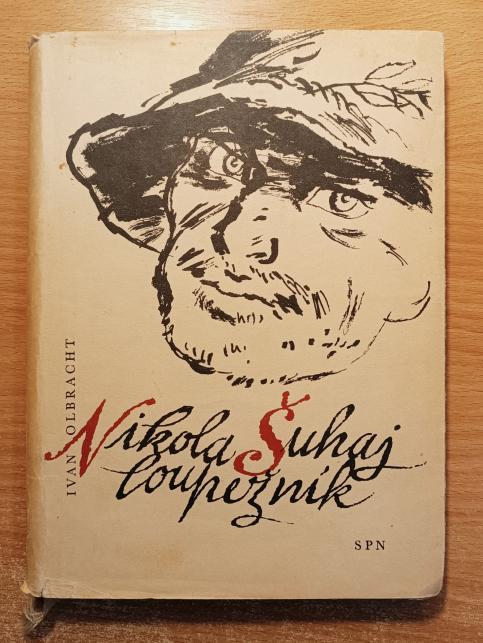 IVAN OLBRACHT
Nikola Šuhaj
loupežník
SPN